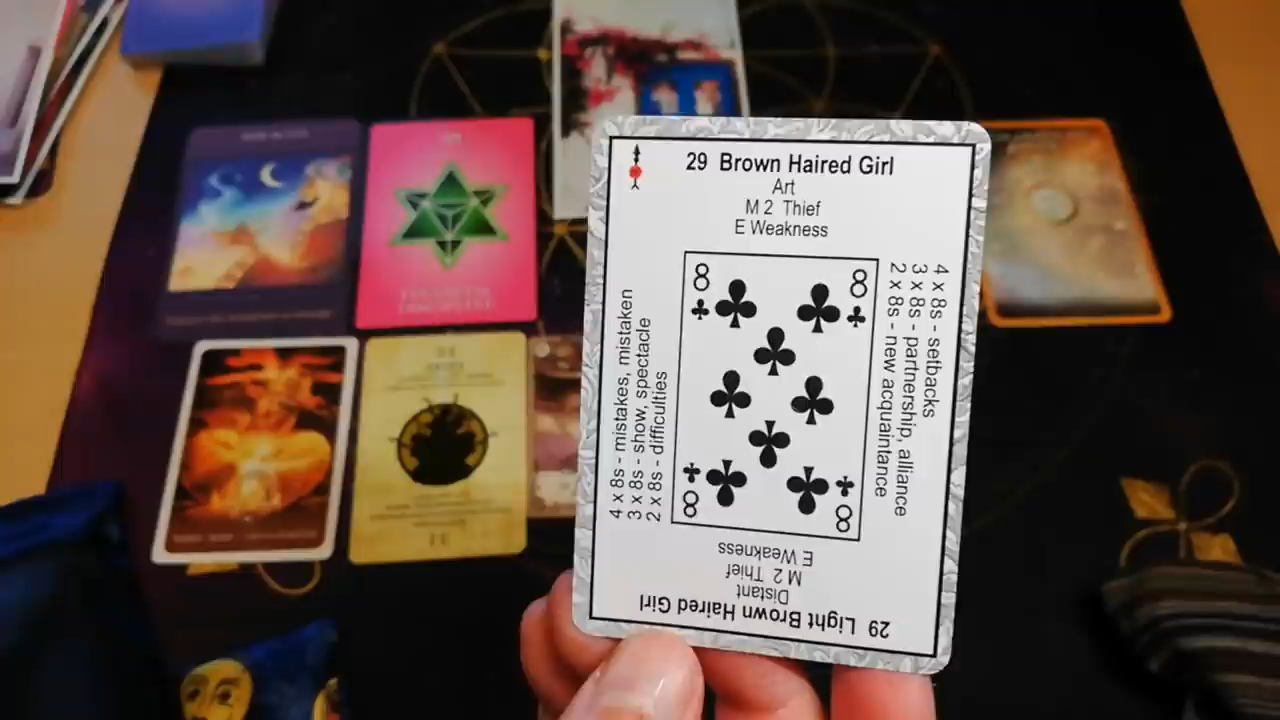 29 Brown Haired Girl
Art
M 2 Thief
E Weakness
8
8
4 x 8s - mistakes, mistaken
3 x 8s - show, spectacle
2 x 8s - difficulties
4 x 8s - setbacks
3 x 8s - partnership, alliance
2 x 8s - new acquaintance
8
8
29 Light Brown Haired Girl
Distant
M 2 Thief
E Weakness